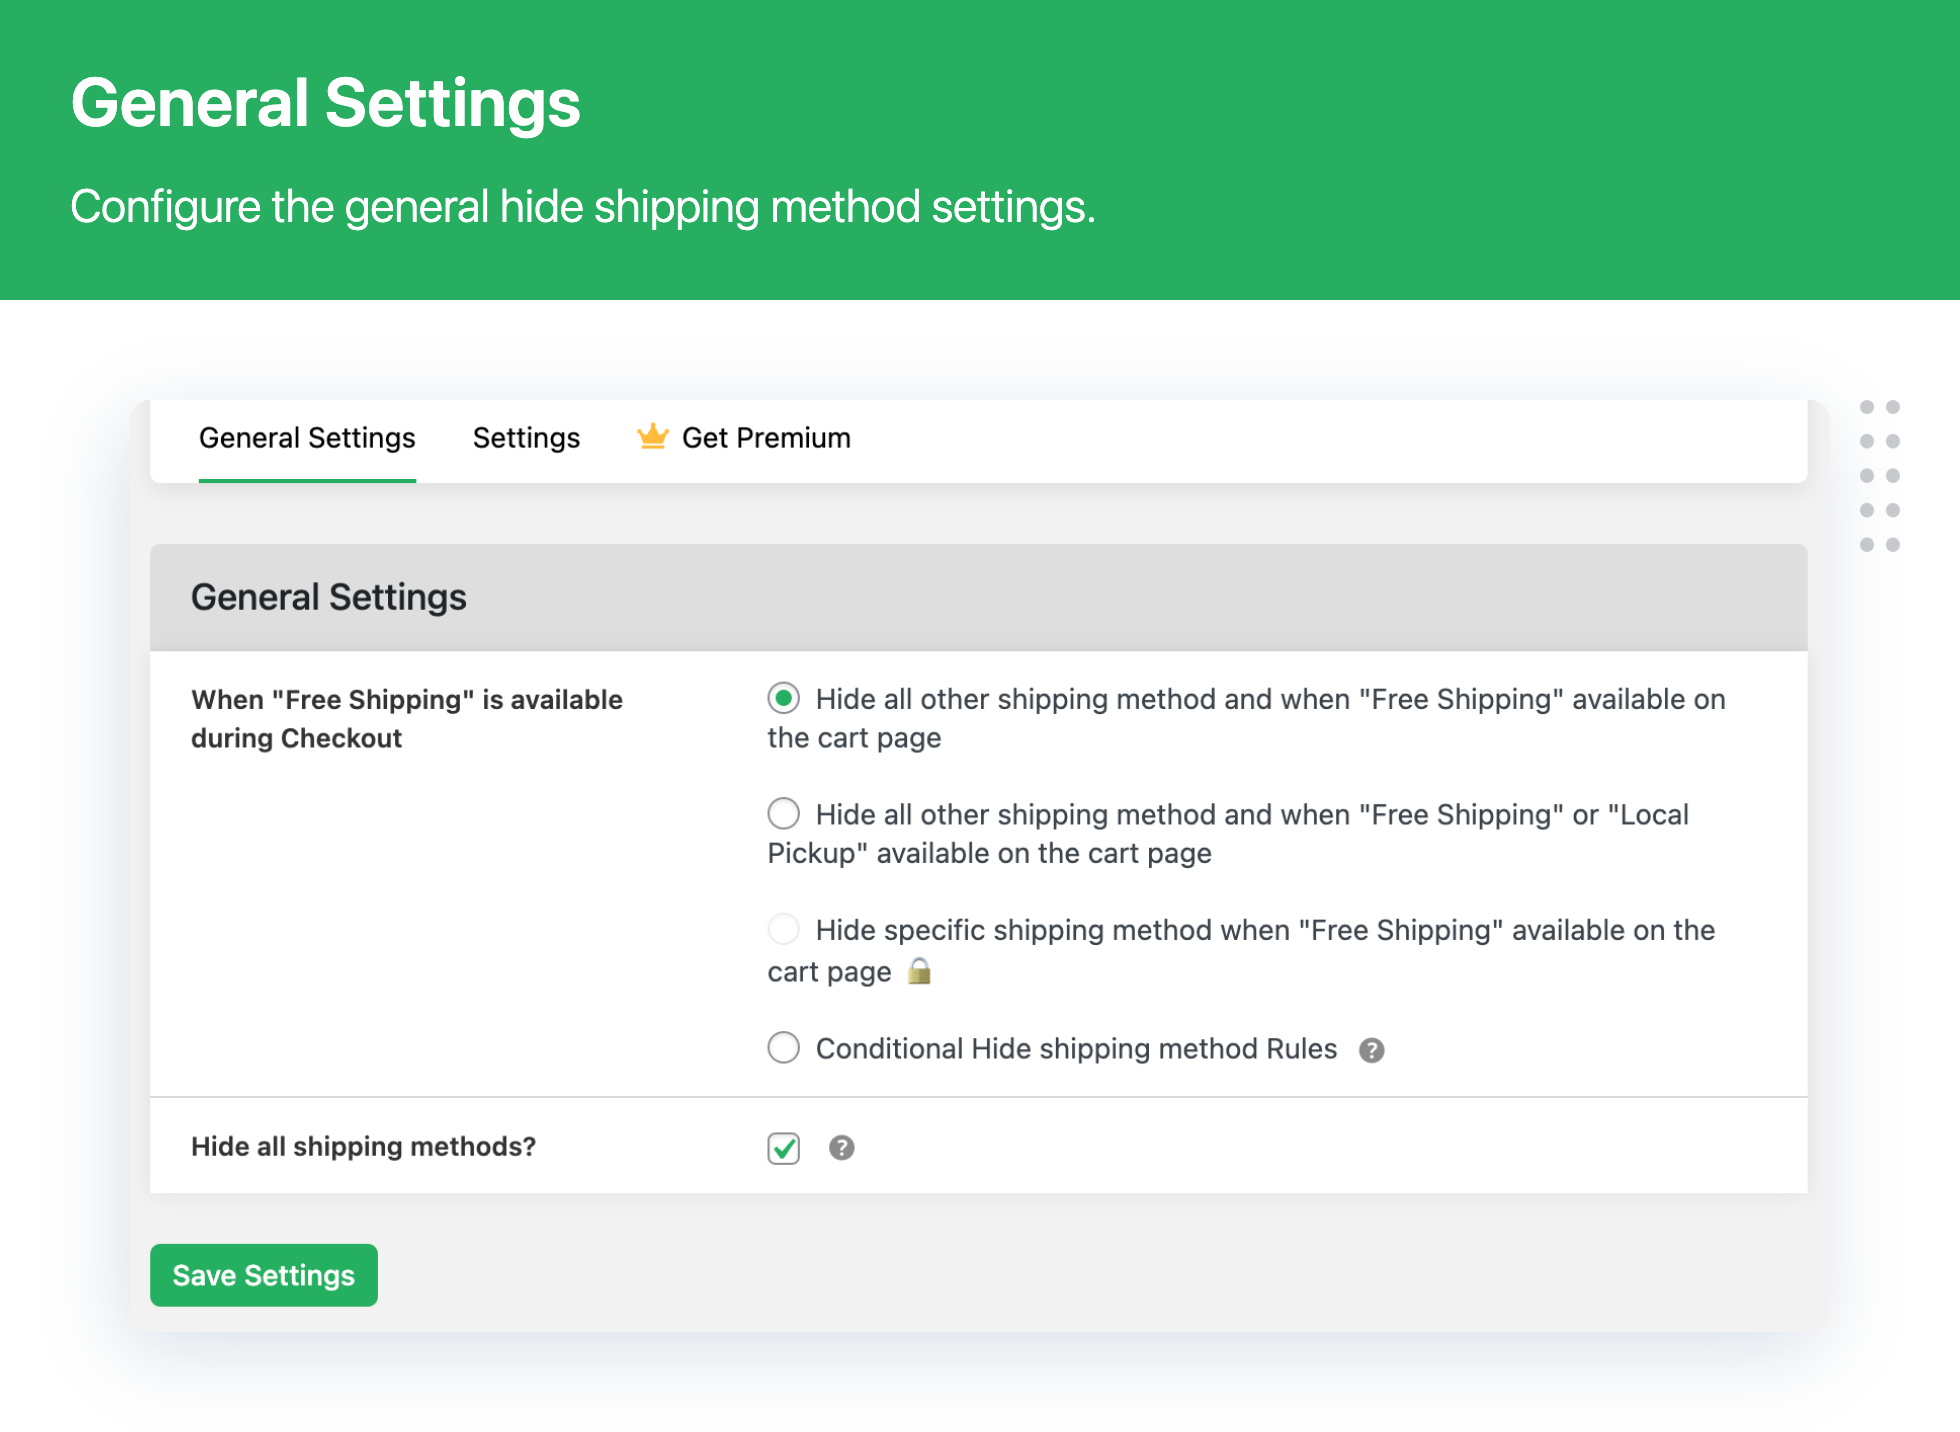 General Settings
Configure the general hide shipping method settings.
General Settings
Settings
Get Premium
General Settings
When "Free Shipping" is available
during Checkout
Hide all other shipping method and when "Free Shipping" available on
the cart page
Hide all other shipping method and when "Free Shipping" or "Local
Pickup" available on the cart page
Hide specific shipping method when "Free Shipping" available on the
cart page
Conditional Hide shipping method Rules ?
Hide all shipping methods?
?
Save Settings